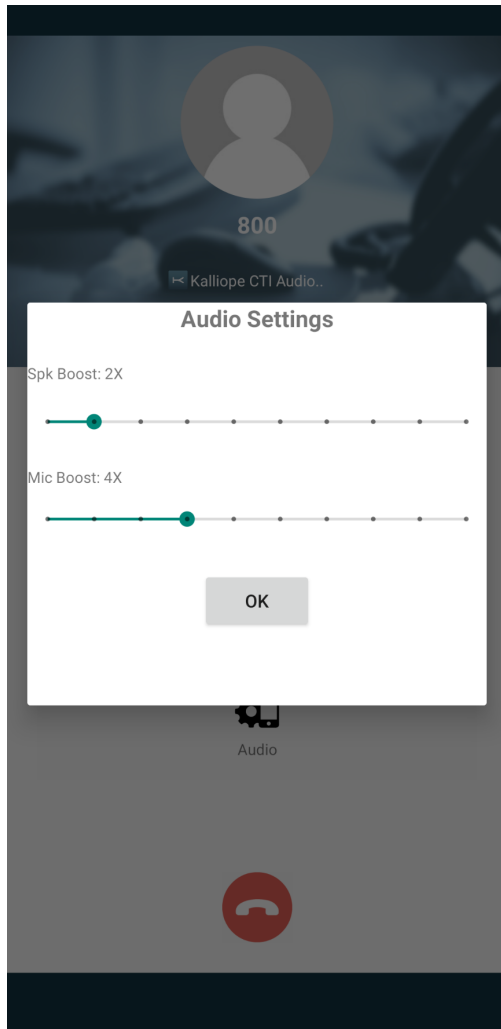 800
Kalliope CTI Audio..
Audio Settings
Spk Boost: 2X
Mic Boost: 4X
OK
Audio